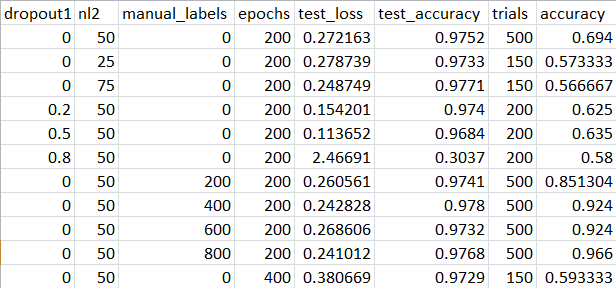 dropout1 nl2 manual_labels epochs test_loss test_accuracy trials accuracy
0 50 0 200 0.272163 0.9752 500 0.694
0 25 0 200 0.278739 0.9733 150 0.573333
0 75 0 200 0.248749 0.9771 150 0.566667
0.2 50 0 200 0.154201 0.974 200 0.625
0.5 50 0 200 0.113652 0.9684 200 0.635
0.8 50 0 200 2.46691 0.3037 200 0.58
0 50 200 200 0.260561 0.9741 500 0.851304
0 50 400 200 0.242828 0.978 500 0.924
0 50 600 200 0.268606 0.9732 500 0.924
0 50 800 200 0.241012 0.9768 500 0.966
0 50 0 400 0.380669 0.9729 150 0.593333